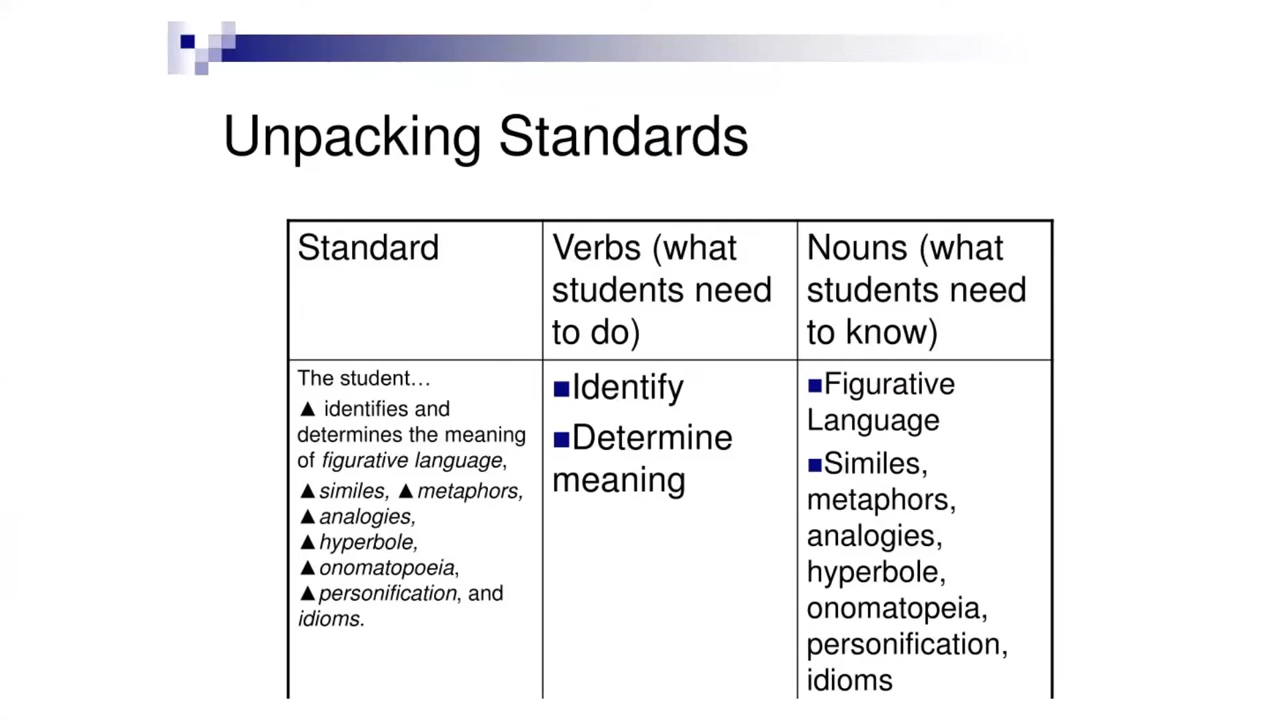 Unpacking Standards
Standard
Verbs (what
students need
to do)
Nouns (what
students need
to know)
The student…
▲ identifies and
determines the meaning
of figurative language,
▲similes, ▲metaphors,
▲analogies,
▲hyperbole,
▲onomatopoeia,
▲personification, and
idioms.
■Identify
■Determine
meaning
■Figurative
Language
■Similes,
metaphors,
analogies,
hyperbole,
onomatopeia,
personification,
idioms